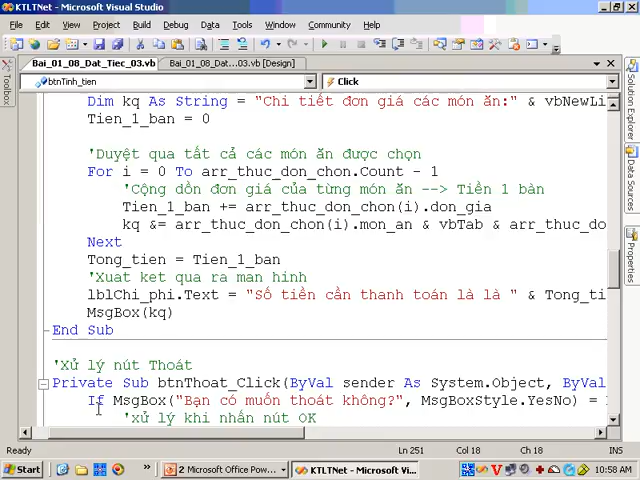 KTLTNet - Microsoft Visual Studio
File Edit View Project Build Debug Data Tools Window Community Help
Bai_01_08_Dat_Tiec_03.vb Bai_01_08_Dat...03.vb [Design]
btnTinh_tien Click
Dim kq As String = "Chi tiết đơn giá các món ăn:" & vbNewLi
Tien_1_ban = 0
'Duyệt qua tất cả các món ăn được chọn
For i = 0 To arr_thuc_don_chon.Count - 1
'Cộng dồn đơn giá của từng món ăn --> Tiền 1 bàn
Tien_1_ban += arr_thuc_don_chon(i).don_gia
kq &= arr_thuc_don_chon(i).mon_an & vbTab & arr_thuc_do
Next
Tong_tien = Tien_1_ban
'Xuat ket qua ra man hinh
lblChi_phi.Text = "Số tiền cần thanh toán là là " & Tong_ti
MsgBox(kq)
End Sub
'Xử lý nút Thoát
Private Sub btnThoat_Click(ByVal sender As System.Object, ByVal
If MsgBox("Bạn có muốn thoát không?", MsgBoxStyle.YesNo) =
'xử lý khi nhấn nút OK
Toolbox
Solution Explorer
Data Sources
Properties
Ready Ln 251 Col 18 Ch 18 INS
Start 2 Microsoft Office Pow... KTLTNet - Microsoft Vi... 10:58 AM